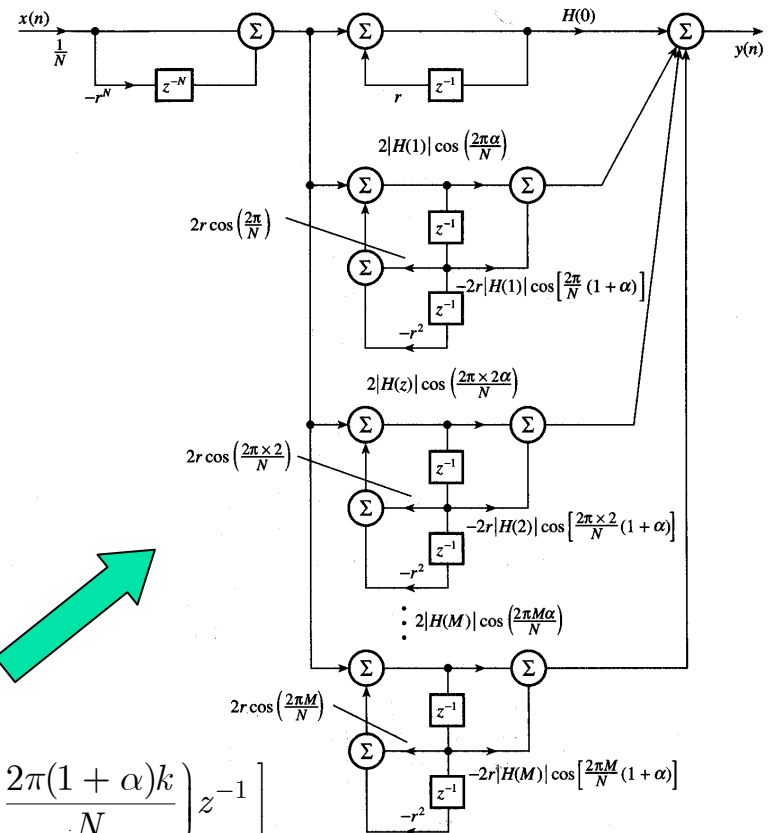 x(n)
1/N
−r^N
z^{−N}
Σ
Σ
r
z^{−1}
H(0)
Σ
y(n)
2|H(1)| cos (2πα/N)
Σ
Σ
z^{−1}
2r cos (2π/N)
Σ
−2r|H(1)| cos [2π/N (1 + α)]
z^{−1}
−r^2
2|H(z)| cos (2π × 2α/N)
Σ
Σ
z^{−1}
2r cos (2π × 2/N)
Σ
−2r|H(2)| cos [2π × 2/N (1 + α)]
z^{−1}
−r^2
⋮ 2|H(M)| cos (2πMα/N)
Σ
Σ
z^{−1}
2r cos (2πM/N)
Σ
−2r|H(M)| cos [2πM/N (1 + α)]
z^{−1}
−r^2
2π(1 + α)k/N) z^{−1} ]